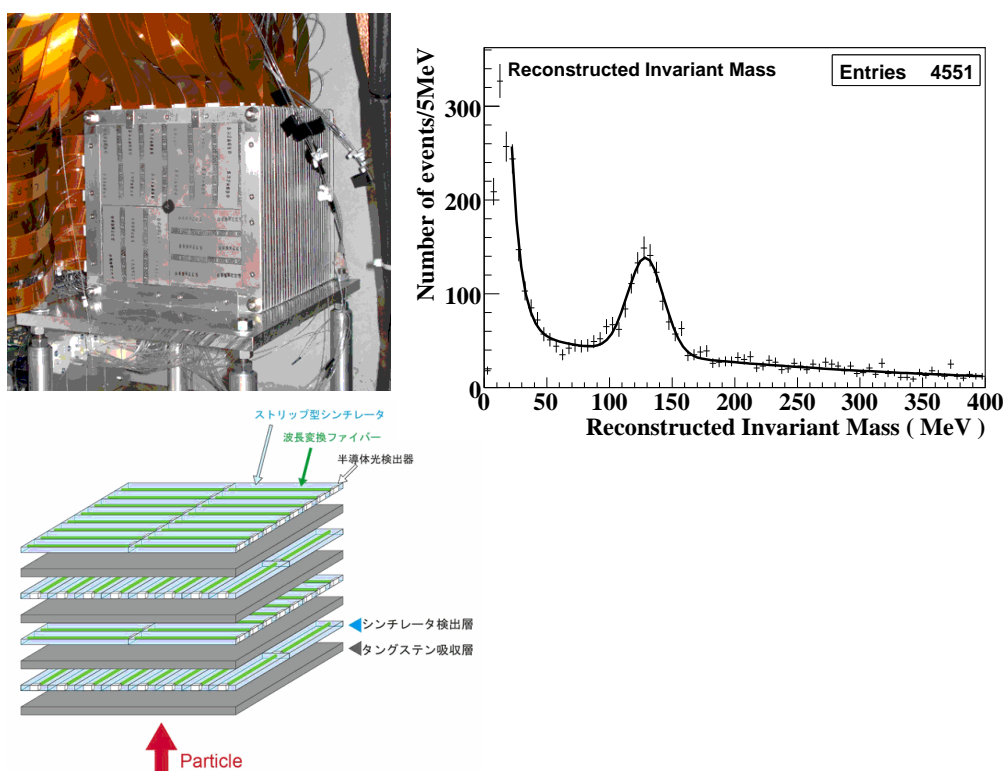 Reconstructed Invariant Mass
Entries 4551
Number of events/5MeV
300
200
100
0
0 50 100 150 200 250 300 350 400
Reconstructed Invariant Mass ( MeV )
ストリップ型シンチレータ
波長変換ファイバー
半導体光検出器
シンチレータ検出層
タングステン吸収層
Particle